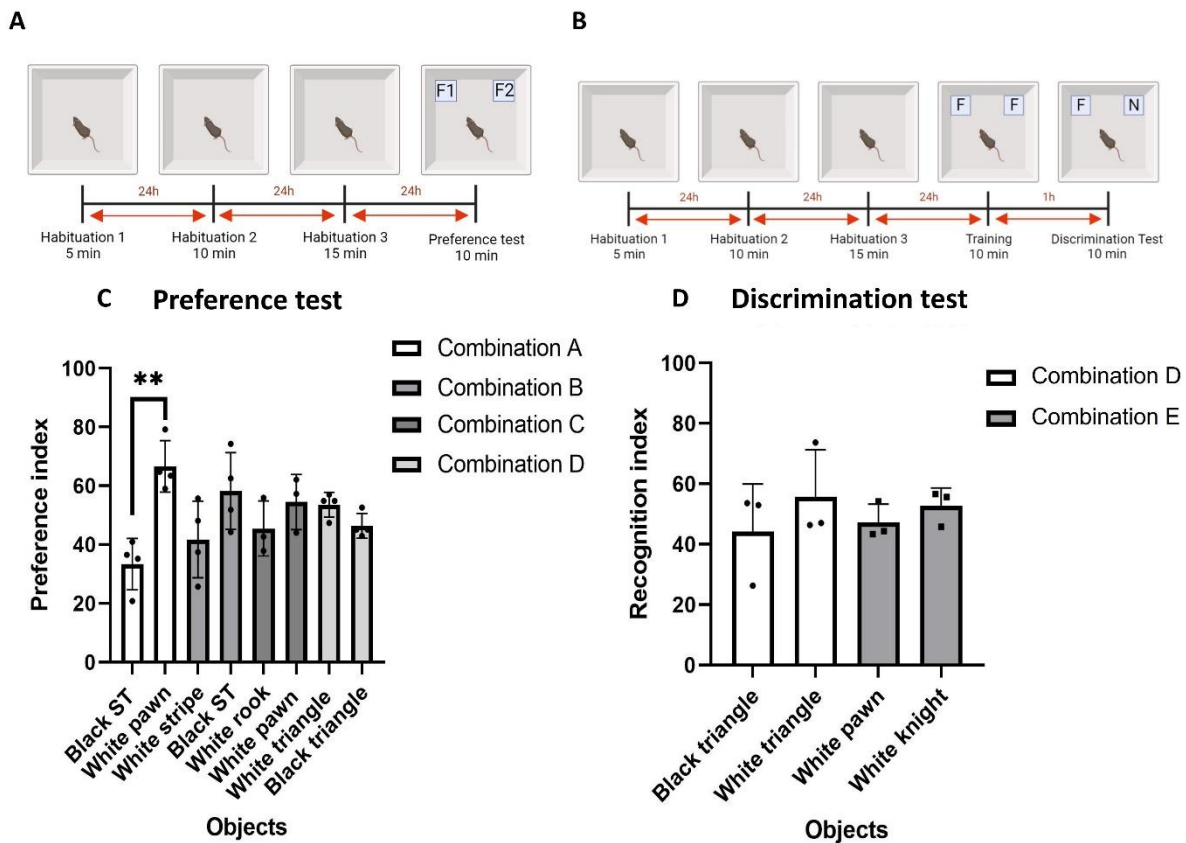 A
F1 F2
24h 24h 24h
Habituation 1 Habituation 2 Habituation 3 Preference test
5 min 10 min 15 min 10 min
B
F F F N
24h 24h 24h 1h
Habituation 1 Habituation 2 Habituation 3 Training Discrimination Test
5 min 10 min 15 min 10 min 10 min
C Preference test
Combination A
Combination B
Combination C
Combination D
Preference index
100
80
60
40
20
0
**
Black ST
White pawn
White stripe
Black ST
White rook
White pawn
White triangle
Black triangle
Objects
D Discrimination test
Combination D
Combination E
Recognition index
100
80
60
40
20
0
Black triangle
White triangle
White pawn
White knight
Objects